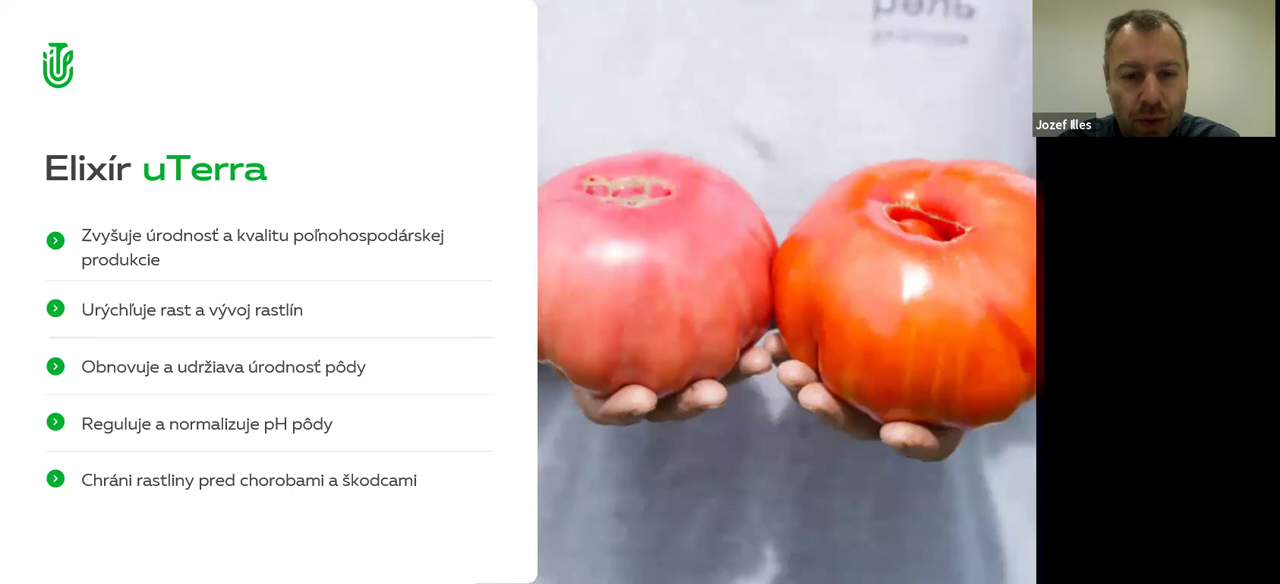 Elixír uTerra
Zvyšuje úrodnosť a kvalitu poľnohospodárskej
produkcie
Urýchľuje rast a vývoj rastlín
Obnovuje a udržiava úrodnosť pôdy
Reguluje a normalizuje pH pôdy
Chráni rastliny pred chorobami a škodcami
Jozef Illes